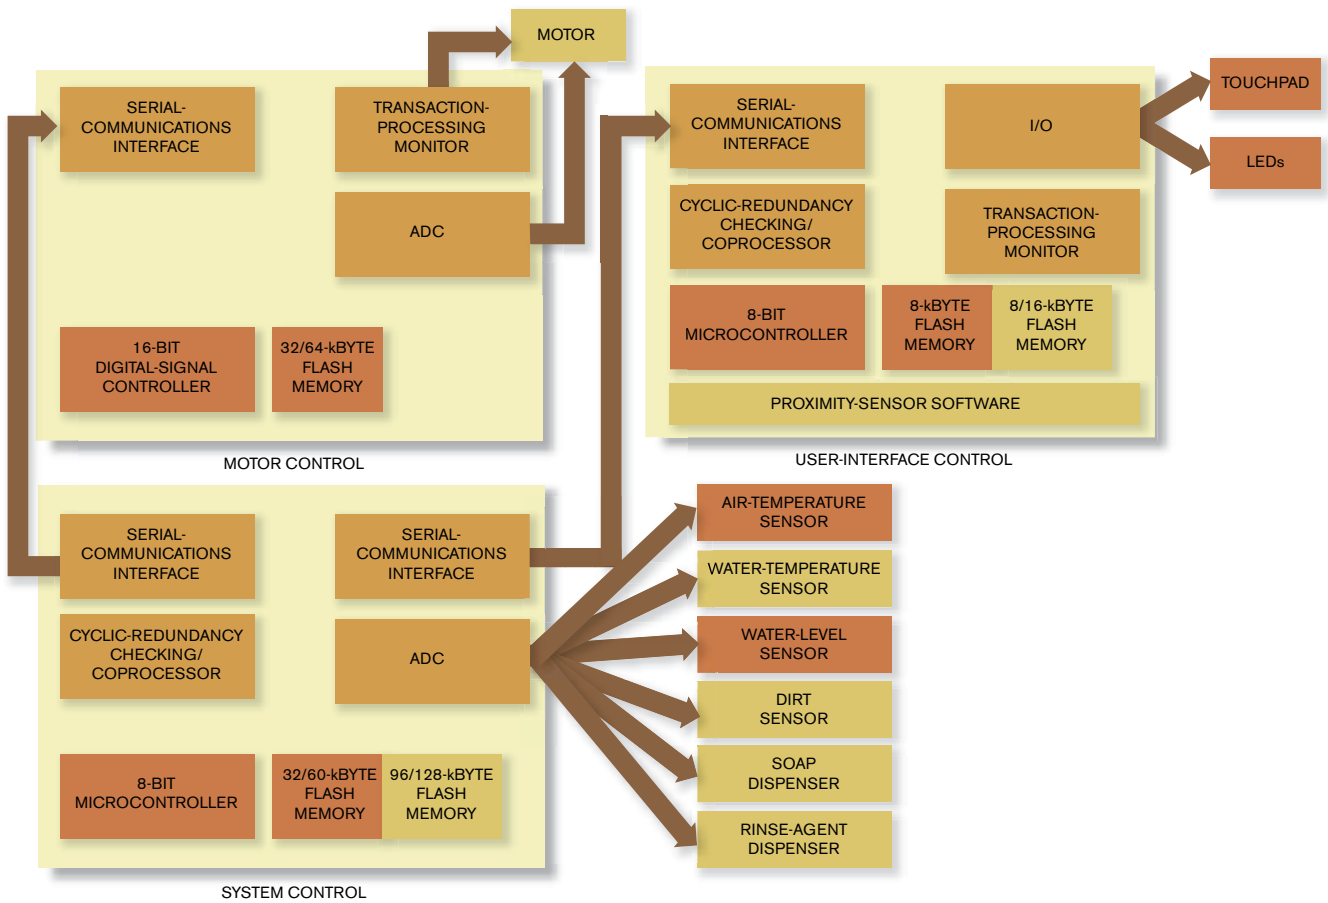 MOTOR
SERIAL-
COMMUNICATIONS
INTERFACE
TRANSACTION-
PROCESSING
MONITOR
ADC
16-BIT
DIGITAL-SIGNAL
CONTROLLER
32/64-kBYTE
FLASH
MEMORY
MOTOR CONTROL
SERIAL-
COMMUNICATIONS
INTERFACE
I/O
TOUCHPAD
LEDs
CYCLIC-REDUNDANCY
CHECKING/
COPROCESSOR
TRANSACTION-
PROCESSING
MONITOR
8-BIT
MICROCONTROLLER
8-kBYTE
FLASH
MEMORY
8/16-kBYTE
FLASH
MEMORY
PROXIMITY-SENSOR SOFTWARE
USER-INTERFACE CONTROL
SERIAL-
COMMUNICATIONS
INTERFACE
SERIAL-
COMMUNICATIONS
INTERFACE
CYCLIC-REDUNDANCY
CHECKING/
COPROCESSOR
ADC
8-BIT
MICROCONTROLLER
32/60-kBYTE
FLASH
MEMORY
96/128-kBYTE
FLASH
MEMORY
SYSTEM CONTROL
AIR-TEMPERATURE
SENSOR
WATER-TEMPERATURE
SENSOR
WATER-LEVEL
SENSOR
DIRT
SENSOR
SOAP
DISPENSER
RINSE-AGENT
DISPENSER